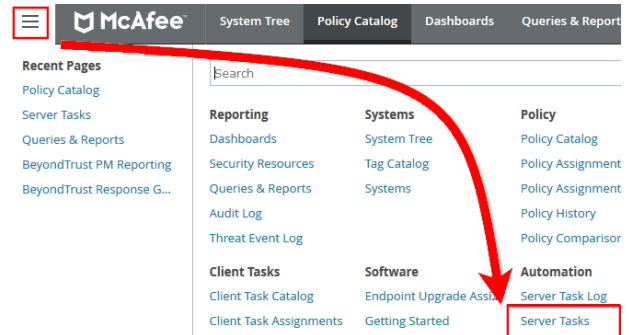 McAfee™ System Tree Policy Catalog Dashboards Queries & Report
Recent Pages
Policy Catalog
Server Tasks
Queries & Reports
BeyondTrust PM Reporting
BeyondTrust Response G...
Search
Reporting
Dashboards
Security Resources
Queries & Reports
Audit Log
Threat Event Log
Systems
System Tree
Tag Catalog
Systems
Policy
Policy Catalog
Policy Assignment
Policy Assignment
Policy History
Policy Comparison
Client Tasks
Client Task Catalog
Client Task Assignments
Software
Endpoint Upgrade Assi...
Getting Started
Automation
Server Task Log
Server Tasks